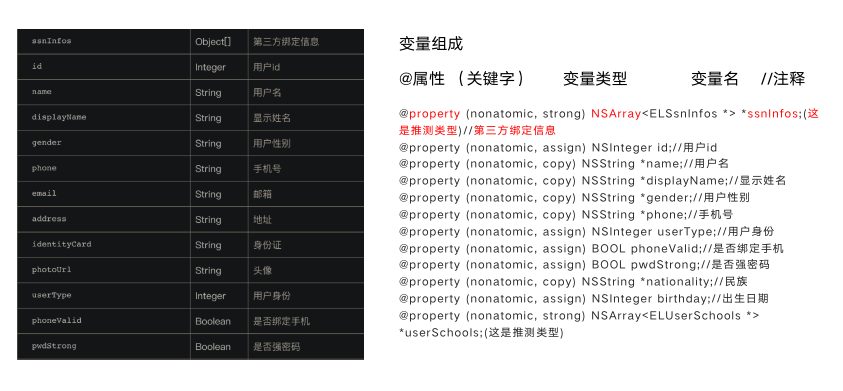 ssnInfos Object[] 第三方绑定信息
id Integer 用户id
name String 用户名
displayName String 显示姓名
gender String 用户性别
phone String 手机号
email String 邮箱
address String 地址
identityCard String 身份证
photoUrl String 头像
userType Integer 用户身份
phoneValid Boolean 是否绑定手机
pwdStrong Boolean 是否强密码
变量组成
@属性 （关键字） 变量类型 变量名 //注释
@property (nonatomic, strong) NSArray<ELSsnInfos *> *ssnInfos;(这
是推测类型)//第三方绑定信息
@property (nonatomic, assign) NSInteger id;//用户id
@property (nonatomic, copy) NSString *name;//用户名
@property (nonatomic, copy) NSString *displayName;//显示姓名
@property (nonatomic, copy) NSString *gender;//用户性别
@property (nonatomic, copy) NSString *phone;//手机号
@property (nonatomic, assign) NSInteger userType;//用户身份
@property (nonatomic, assign) BOOL phoneValid;//是否绑定手机
@property (nonatomic, assign) BOOL pwdStrong;//是否强密码
@property (nonatomic, copy) NSString *nationality;//民族
@property (nonatomic, assign) NSInteger birthday;//出生日期
@property (nonatomic, strong) NSArray<ELUserSchools *>
*userSchools;(这是推测类型)